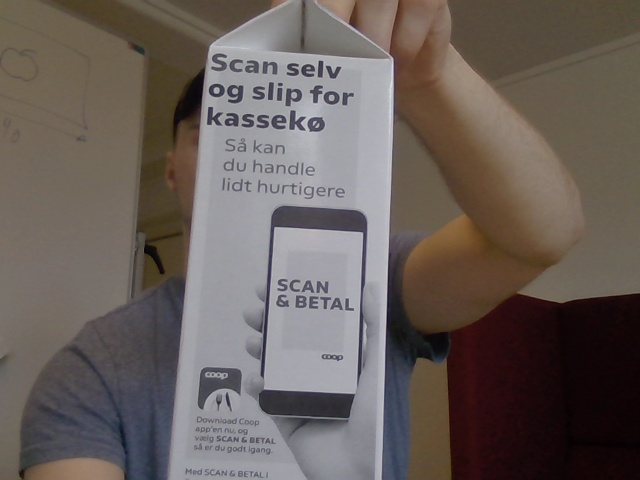 Scan selv
og slip for
kassekø
Så kan
du handle
lidt hurtigere
SCAN
& BETAL
coop
coop
Download Coop
app'en nu, og
vælg SCAN & BETAL
så er du godt igang.
Med SCAN & BETAL i